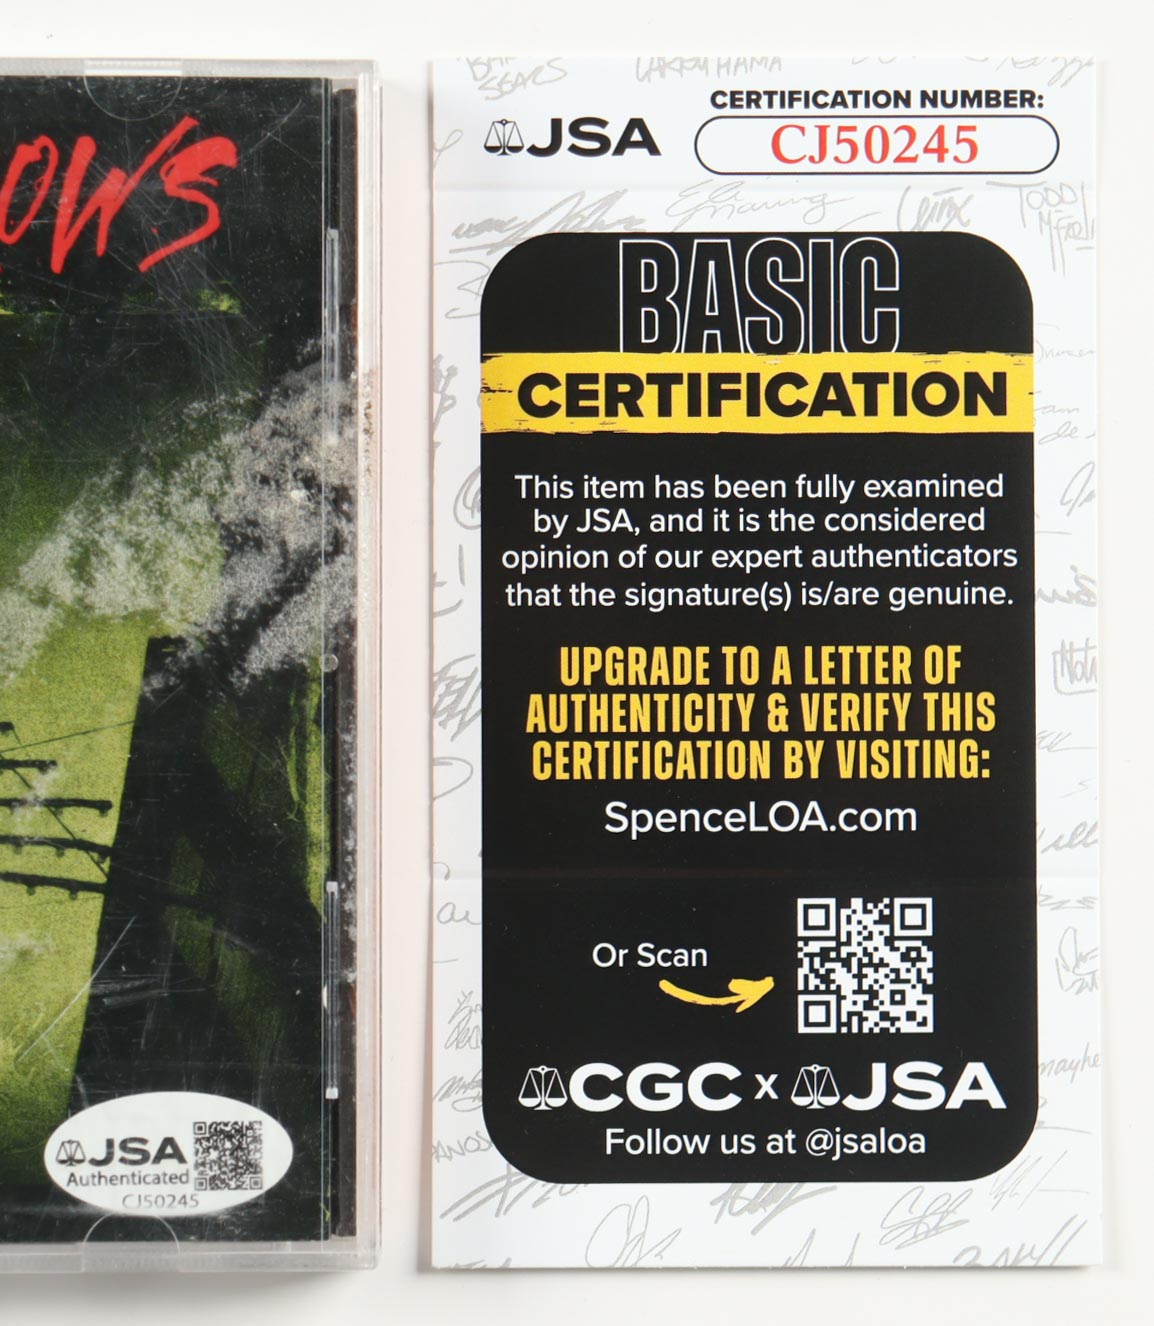 OWS
JSA
Authenticated
CJ50245
CERTIFICATION NUMBER:
JSA
CJ50245
BASIC
CERTIFICATION
This item has been fully examined
by JSA, and it is the considered
opinion of our expert authenticators
that the signature(s) is/are genuine.
UPGRADE TO A LETTER OF
AUTHENTICITY & VERIFY THIS
CERTIFICATION BY VISITING:
SpenceLOA.com
Or Scan
CGC x JSA
Follow us at @jsaloa